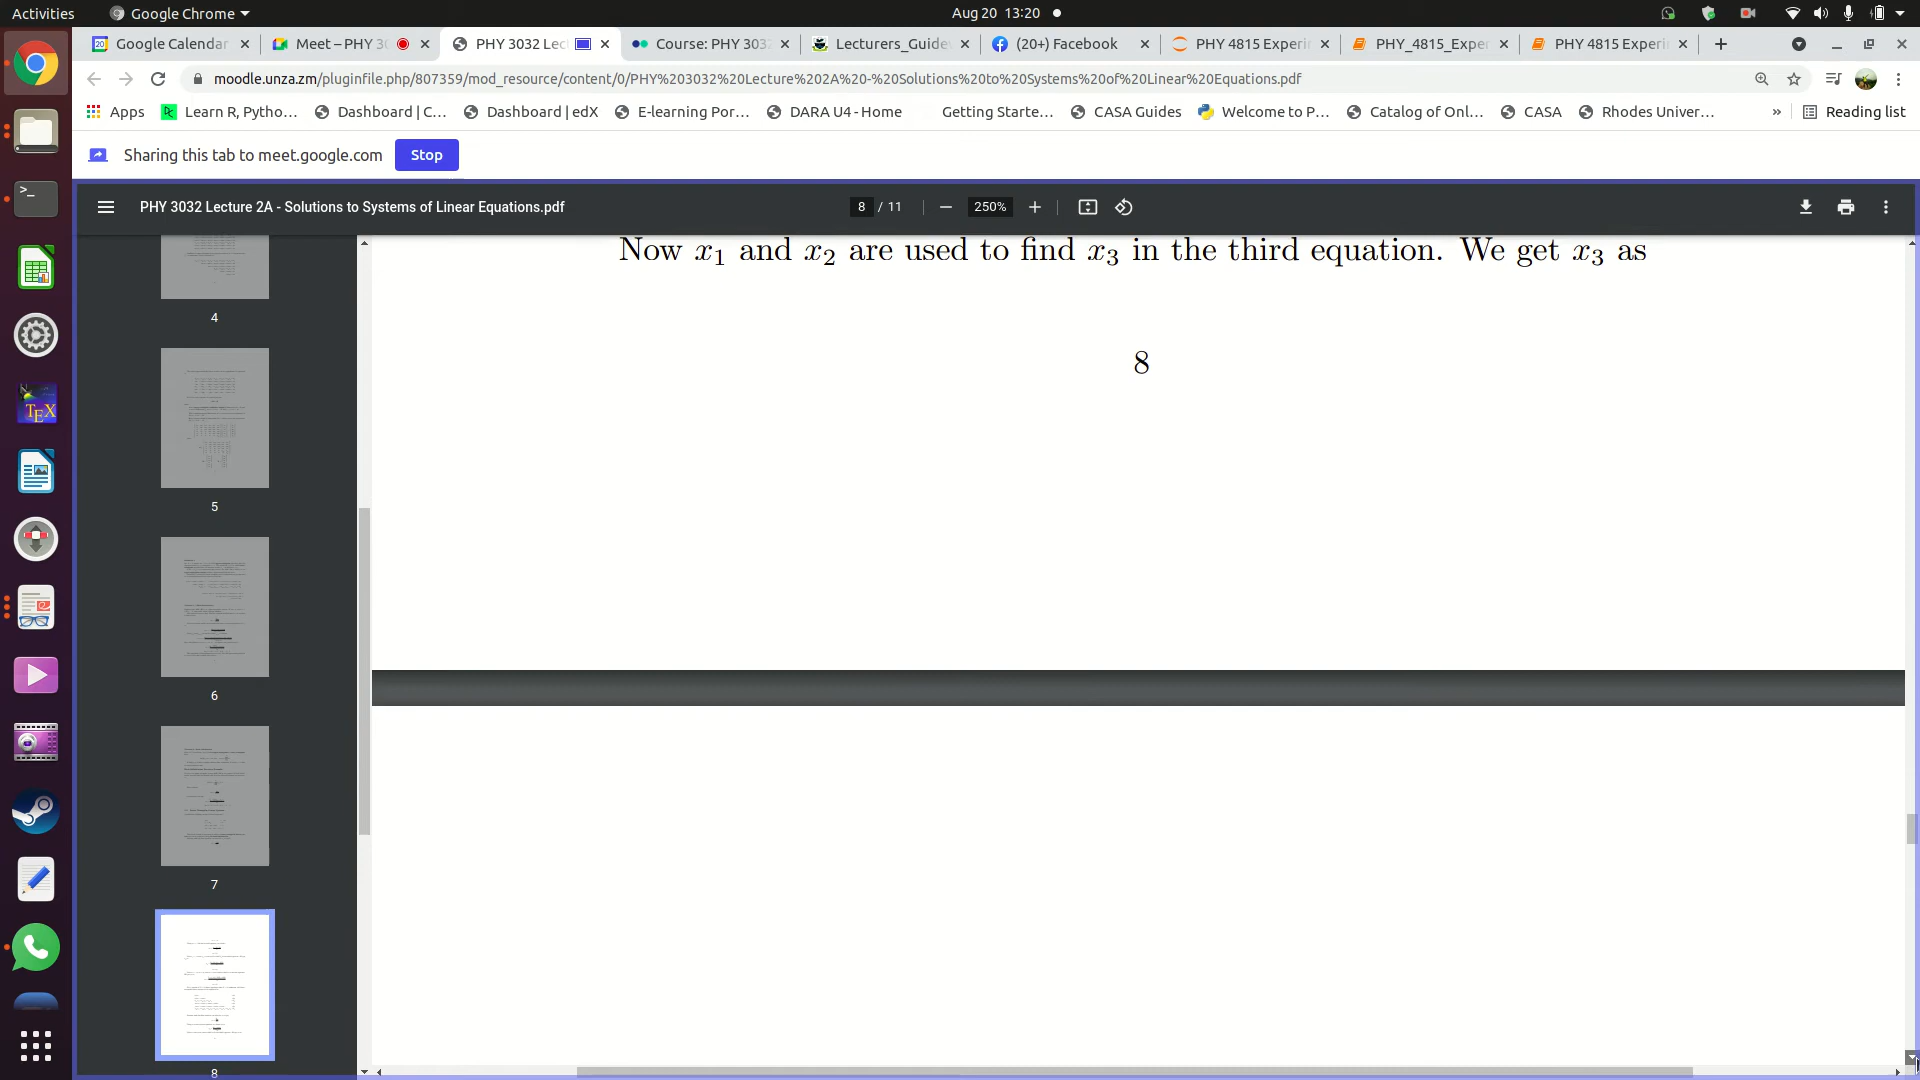 Activities
Google Chrome
Aug 20 13:20
Google Calendar
Meet – PHY 30
PHY 3032 Lec
Course: PHY 303
Lecturers_Guide
(20+) Facebook
PHY 4815 Experi
PHY_4815_Expe
PHY 4815 Experi
moodle.unza.zm/pluginfile.php/807359/mod_resource/content/0/PHY%203032%20Lecture%202A%20-%20Solutions%20to%20Systems%20of%20Linear%20Equations.pdf
Apps
Learn R, Pytho...
Dashboard | C...
Dashboard | edX
E-learning Por...
DARA U4 - Home
Getting Starte...
CASA Guides
Welcome to P...
Catalog of Onl...
CASA
Rhodes Univer...
»
Reading list
Sharing this tab to meet.google.com
Stop
PHY 3032 Lecture 2A - Solutions to Systems of Linear Equations.pdf
8 / 11
250%
Now x₁ and x₂ are used to find x₃ in the third equation. We get x₃ as
8
4
5
6
7
8